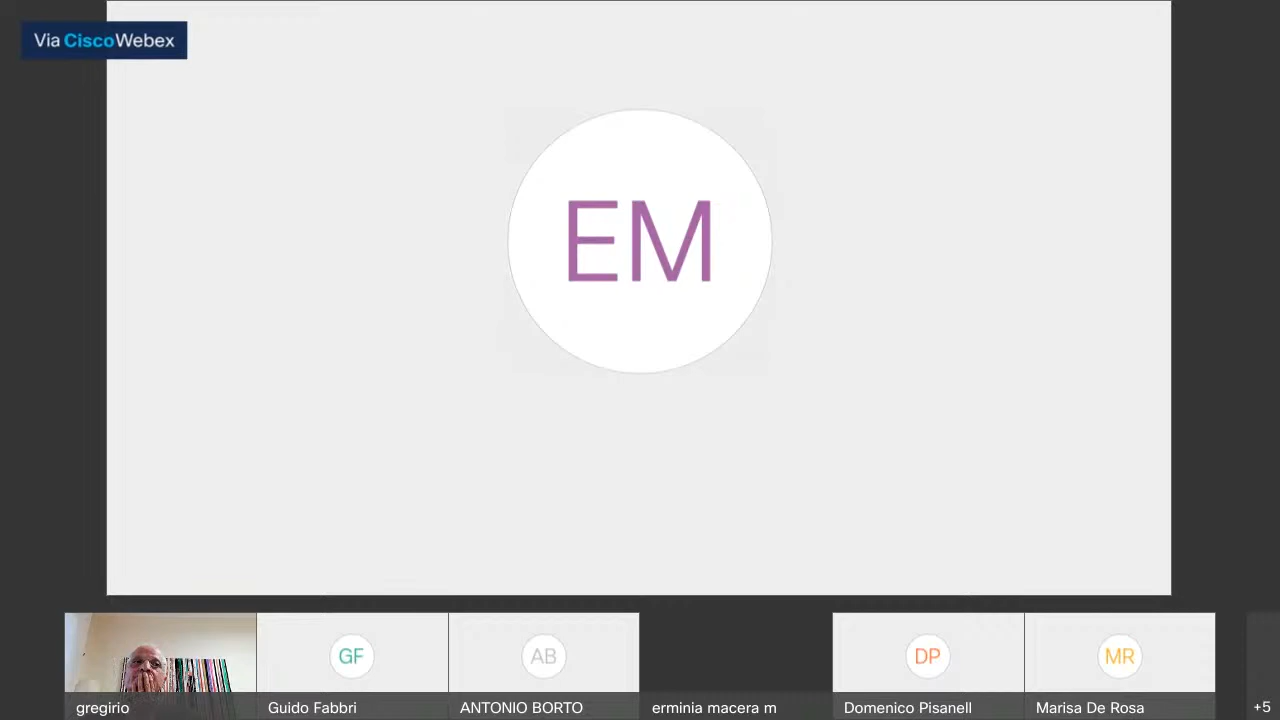 Via CiscoWebex
EM
GF
AB
DP
MR
gregirio
Guido Fabbri
ANTONIO BORTO
erminia macera m
Domenico Pisanell
Marisa De Rosa
+5